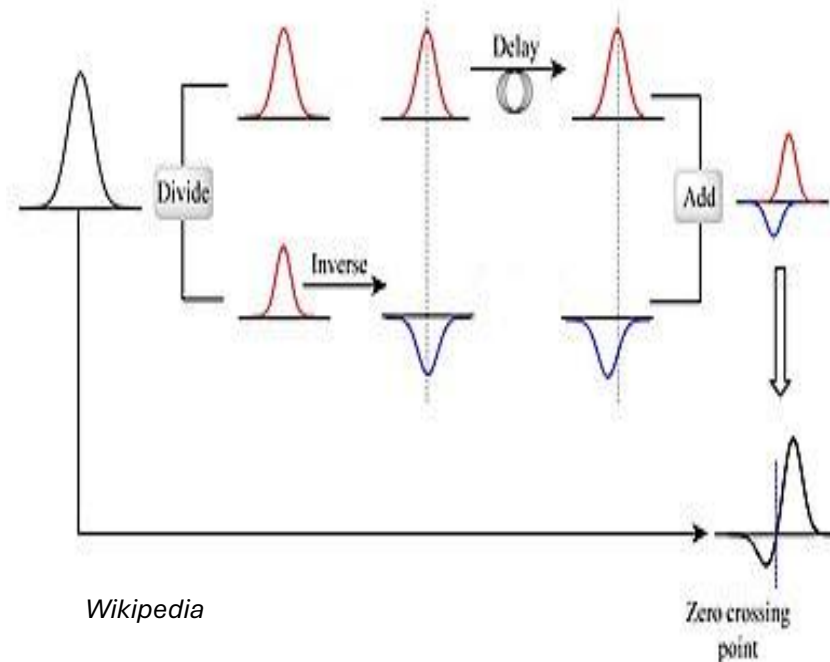 Delay
Divide
Add
Inverse
Wikipedia
Zero crossing
point